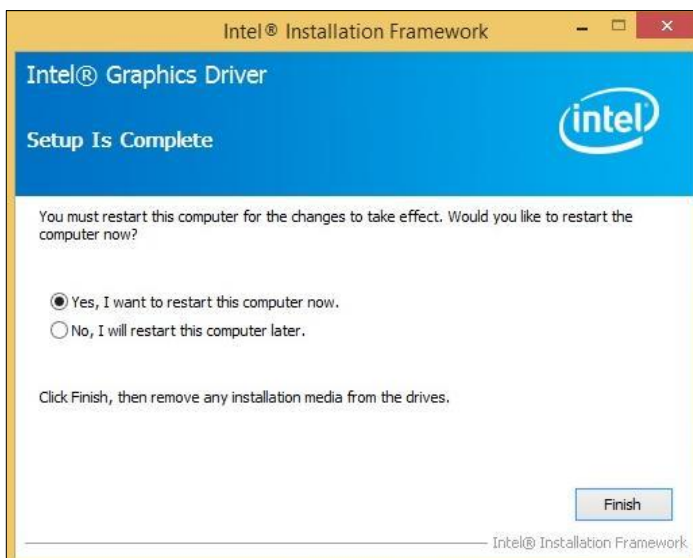 Intel® Installation Framework
Intel® Graphics Driver
Setup Is Complete
intel
You must restart this computer for the changes to take effect. Would you like to restart the
computer now?
Yes, I want to restart this computer now.
No, I will restart this computer later.
Click Finish, then remove any installation media from the drives.
Finish
Intel® Installation Framework